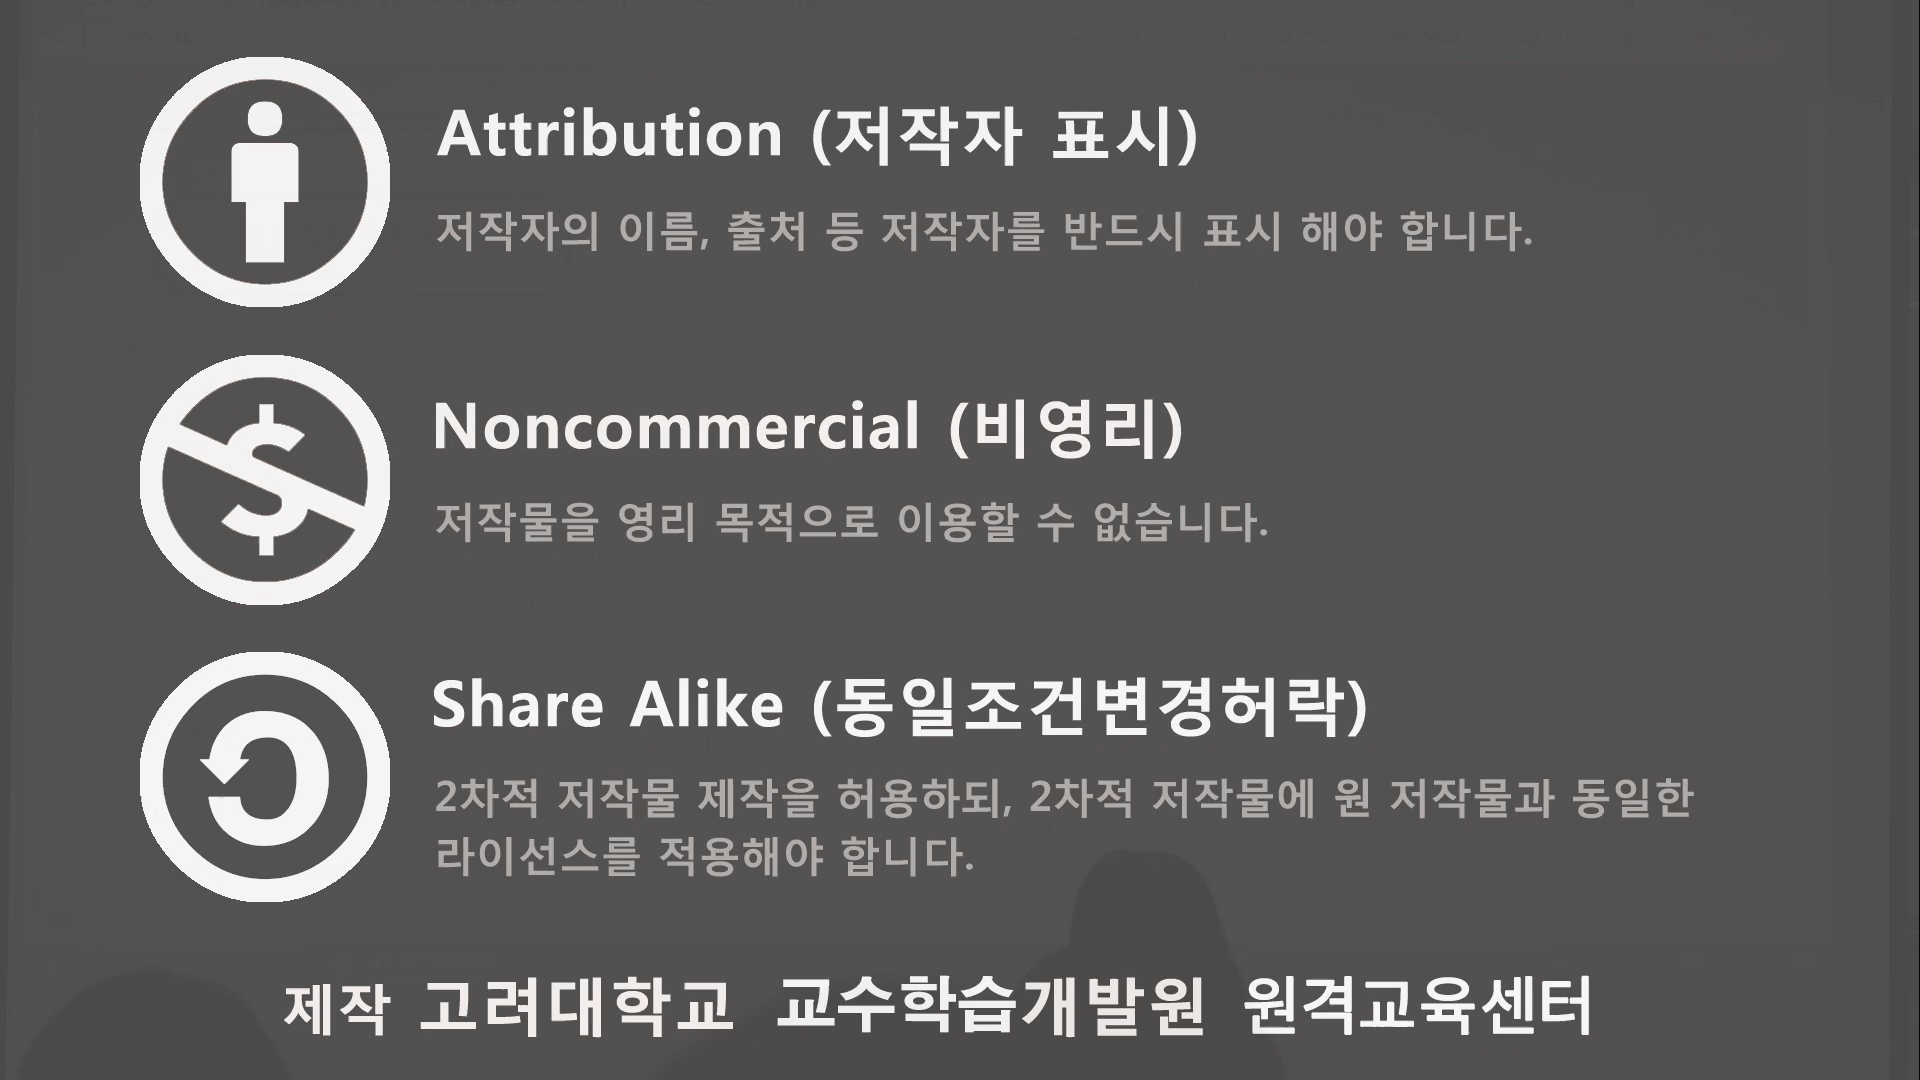 Attribution (저작자 표시)
저작자의 이름, 출처 등 저작자를 반드시 표시 해야 합니다.
Noncommercial (비영리)
저작물을 영리 목적으로 이용할 수 없습니다.
Share Alike (동일조건변경허락)
2차적 저작물 제작을 허용하되, 2차적 저작물에 원 저작물과 동일한
라이선스를 적용해야 합니다.
제작 고려대학교 교수학습개발원 원격교육센터